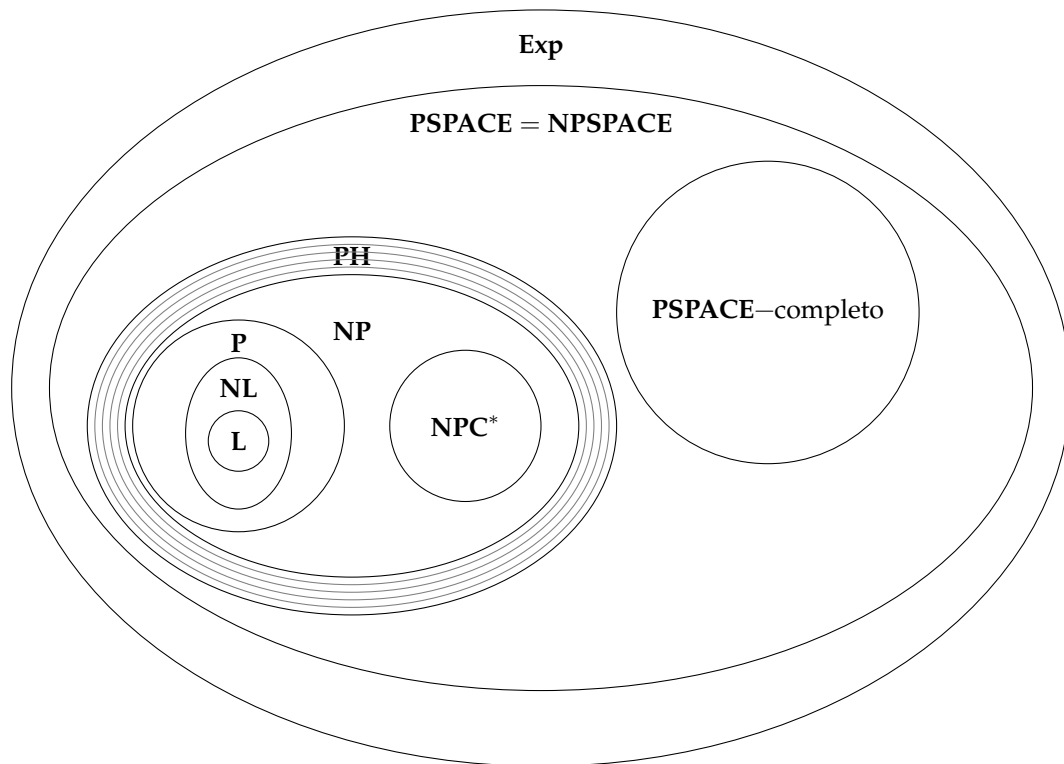 Exp
PSPACE = NPSPACE
PH
PSPACE−completo
NP
P
NL
NPC*
L